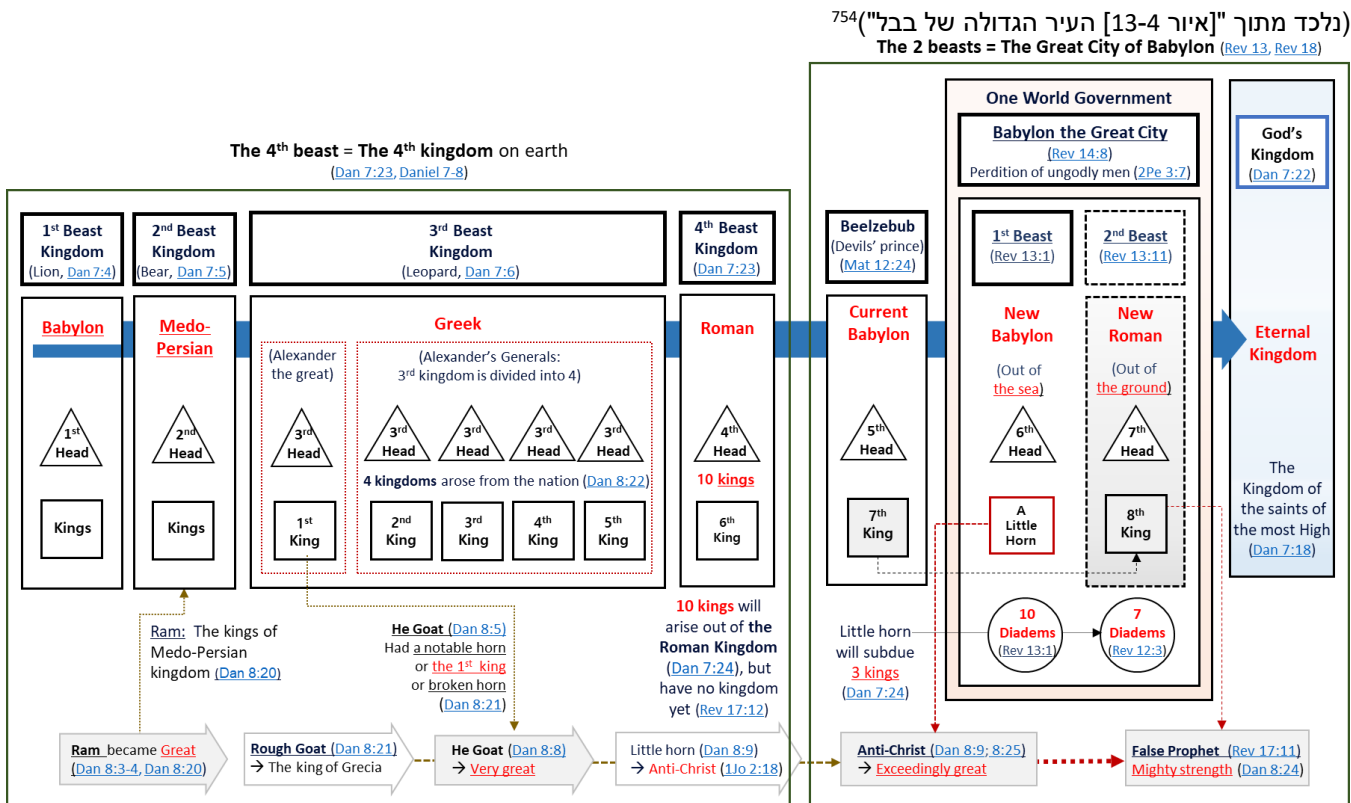 (נלכד מתוך "[איור 13-4] העיר הגדולה של בבל")754
The 2 beasts = The Great City of Babylon (Rev 13, Rev 18)
The 4th beast = The 4th kingdom on earth
(Dan 7:23, Daniel 7-8)
1st Beast
Kingdom
(Lion, Dan 7:4)
2nd Beast
Kingdom
(Bear, Dan 7:5)
3rd Beast
Kingdom
(Leopard, Dan 7:6)
4th Beast
Kingdom
(Dan 7:23)
Babylon
Medo-
Persian
Greek
Roman
(Alexander
the great)
(Alexander's Generals:
3rd kingdom is divided into 4)
1st
Head
2nd
Head
3rd
Head
3rd
Head
3rd
Head
3rd
Head
3rd
Head
4th
Head
4 kingdoms arose from the nation (Dan 8:22)
10 kings
Kings
Kings
1st
King
2nd
King
3rd
King
4th
King
5th
King
6th
King
Ram: The kings of
Medo-Persian
kingdom (Dan 8:20)
He Goat (Dan 8:5)
Had a notable horn
or the 1st king
or broken horn
(Dan 8:21)
10 kings will
arise out of the
Roman Kingdom
(Dan 7:24), but
have no kingdom
yet (Rev 17:12)
One World Government
Babylon the Great City
(Rev 14:8)
Perdition of ungodly men (2Pe 3:7)
God's
Kingdom
(Dan 7:22)
Beelzebub
(Devils' prince)
(Mat 12:24)
1st Beast
(Rev 13:1)
2nd Beast
(Rev 13:11)
Current
Babylon
New
Babylon
New
Roman
Eternal
Kingdom
(Out of
the sea)
(Out of
the ground)
5th
Head
6th
Head
7th
Head
7th
King
A
Little
Horn
8th
King
The
Kingdom of
the saints of
the most High
(Dan 7:18)
Little horn
will subdue
3 kings
(Dan 7:24)
10
Diadems
(Rev 13:1)
7
Diadems
(Rev 12:3)
Ram became Great
(Dan 8:3-4, Dan 8:20)
Rough Goat (Dan 8:21)
→ The king of Grecia
He Goat (Dan 8:8)
→ Very great
Little horn (Dan 8:9)
→ Anti-Christ (1Jo 2:18)
Anti-Christ (Dan 8:9; 8:25)
→ Exceedingly great
False Prophet (Rev 17:11)
Mighty strength (Dan 8:24)